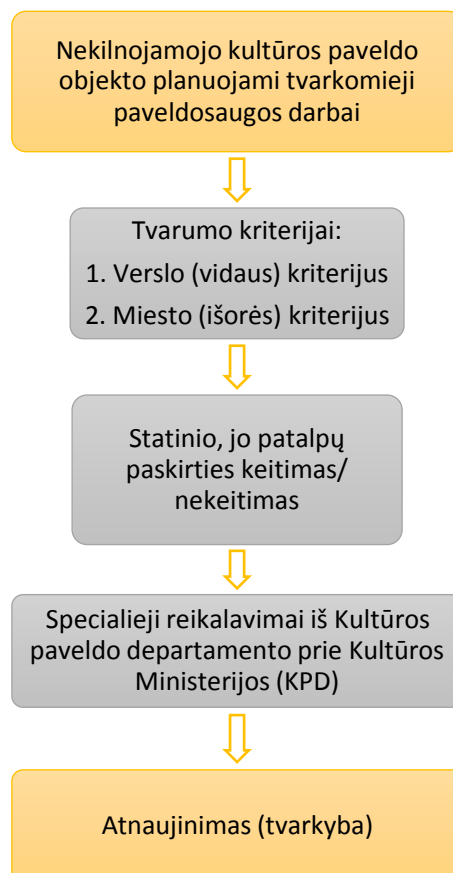 Nekilnojamojo kultūros paveldo
objekto planuojami tvarkomieji
paveldosaugos darbai
Tvarumo kriterijai:
1. Verslo (vidaus) kriterijus
2. Miesto (išorės) kriterijus
Statinio, jo patalpų
paskirties keitimas/
nekeitimas
Specialieji reikalavimai iš Kultūros
paveldo departamento prie Kultūros
Ministerijos (KPD)
Atnaujinimas (tvarkyba)